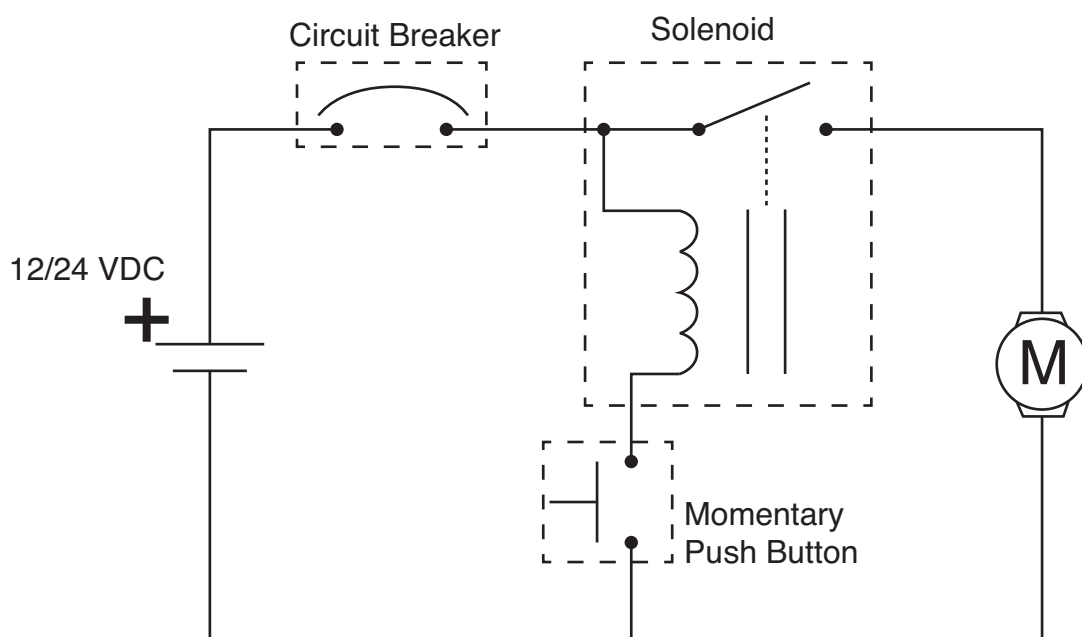 Circuit Breaker
Solenoid
12/24 VDC
+
M
Momentary
Push Button